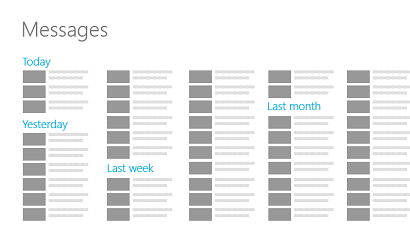 Messages
Today
Yesterday
Last week
Last month